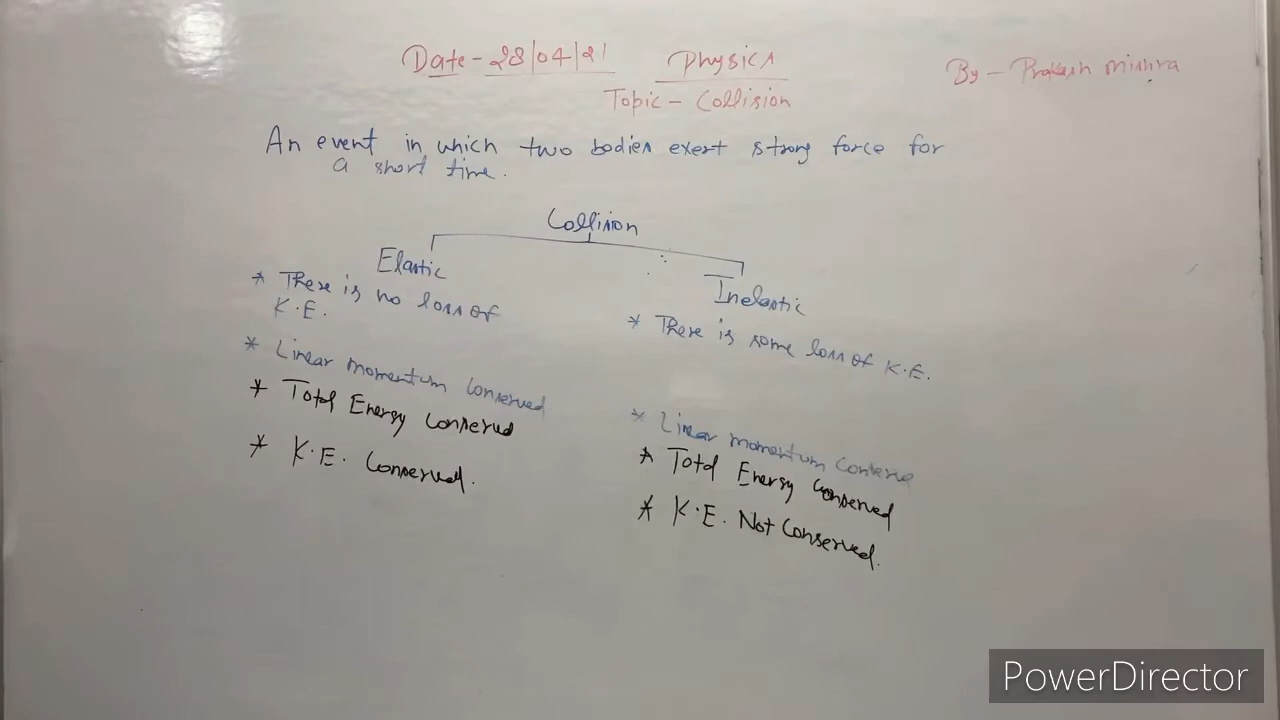 Date - 28/04/21 Physics By - Prakash Mishra
Topic - Collision
An event in which two bodies exert strong force for
a short time.
Collision
Elastic
* There is no loss of
K.E.
* Linear momentum Conserved
* Total Energy Conserved
* K.E. Conserved.
Inelastic
* There is some loss of K.E.
* Linear momentum Conserve
* Total Energy Conserved
* K.E. Not Conserved.
PowerDirector